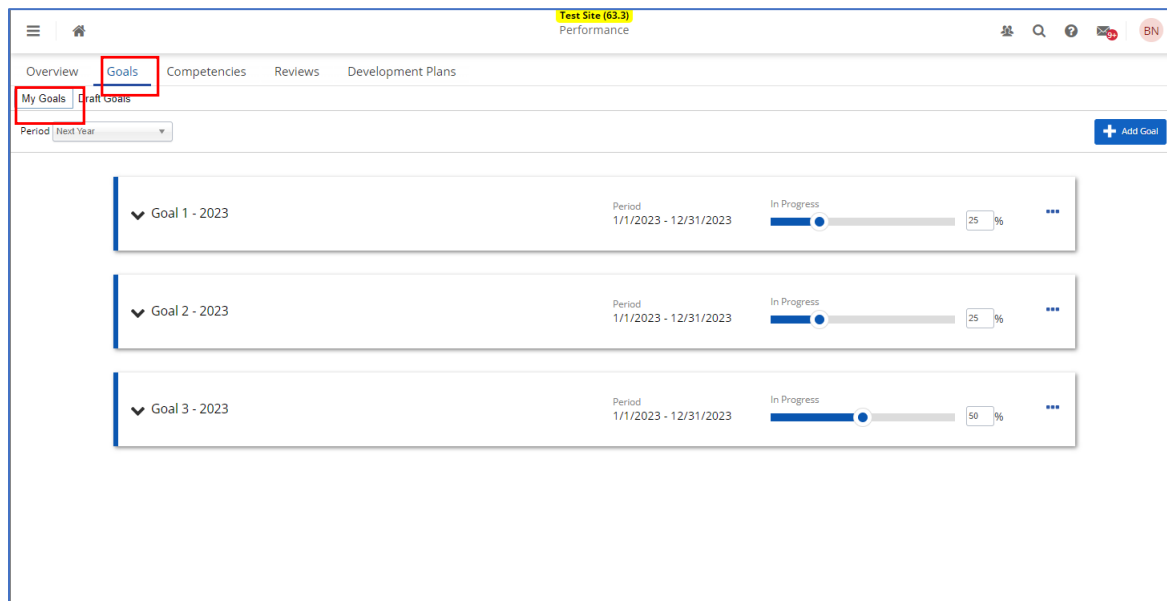 Test Site (63.3)
Performance
9+
BN
Overview Goals Competencies Reviews Development Plans
My Goals Draft Goals
Period Next Year
Add Goal
Goal 1 - 2023
Period
1/1/2023 - 12/31/2023
In Progress
25 %
Goal 2 - 2023
Period
1/1/2023 - 12/31/2023
In Progress
25 %
Goal 3 - 2023
Period
1/1/2023 - 12/31/2023
In Progress
50 %